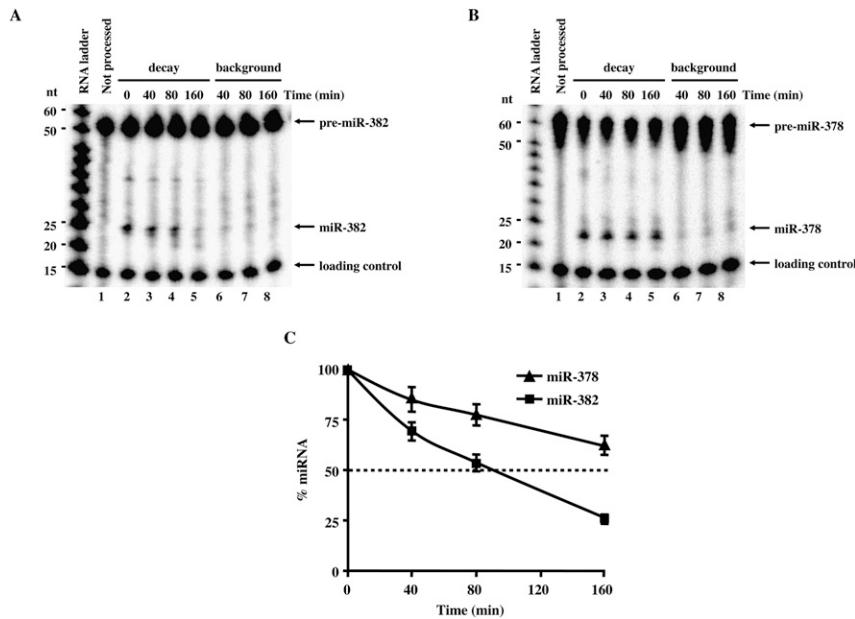 A
RNA ladder
Not processed
decay
background
nt
0 40 80 160 40 80 160 Time (min)
60
50
25
20
15
pre-miR-382
miR-382
loading control
1 2 3 4 5 6 7 8
B
RNA ladder
Not processed
decay
background
nt
0 40 80 160 40 80 160 Time (min)
60
50
25
20
15
pre-miR-378
miR-378
loading control
1 2 3 4 5 6 7 8
C
100
75
50
25
0
% miRNA
miR-378
miR-382
0 40 80 120 160
Time (min)